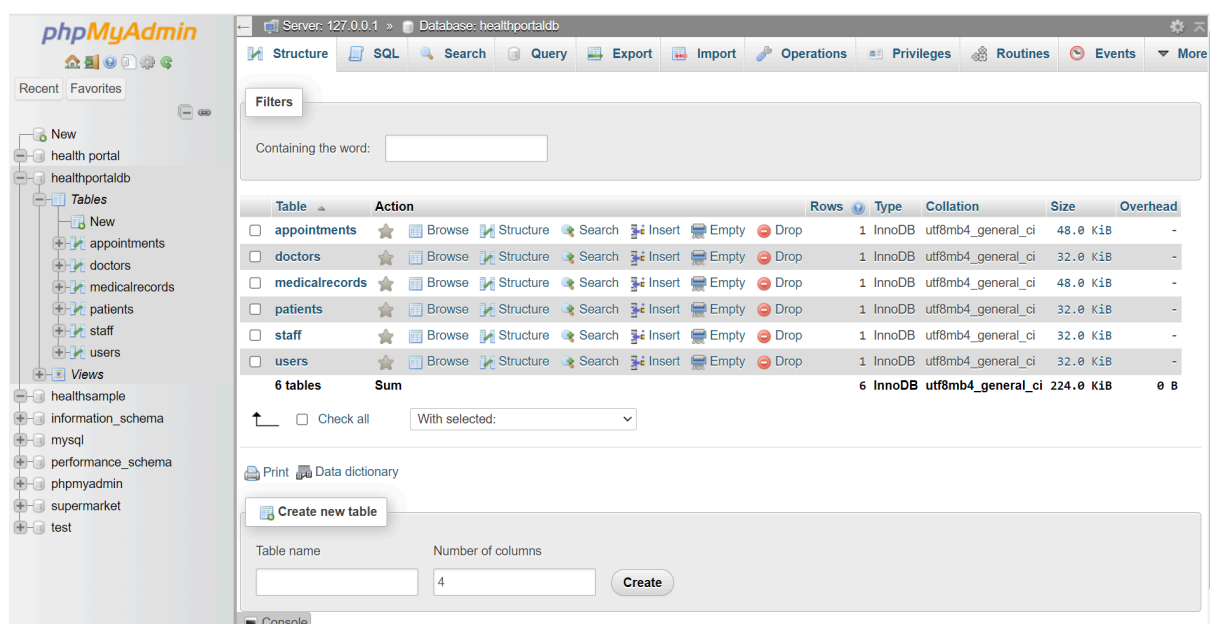 phpMyAdmin
Recent Favorites
New
health portal
healthportaldb
Tables
New
appointments
doctors
medicalrecords
patients
staff
users
Views
healthsample
information_schema
mysql
performance_schema
phpmyadmin
supermarket
test
Server: 127.0.0.1 » Database: healthportaldb
Structure SQL Search Query Export Import Operations Privileges Routines Events More
Filters
Containing the word:
Table Action Rows Type Collation Size Overhead
appointments Browse Structure Search Insert Empty Drop 1 InnoDB utf8mb4_general_ci 48.0 KiB -
doctors Browse Structure Search Insert Empty Drop 1 InnoDB utf8mb4_general_ci 32.0 KiB -
medicalrecords Browse Structure Search Insert Empty Drop 1 InnoDB utf8mb4_general_ci 48.0 KiB -
patients Browse Structure Search Insert Empty Drop 1 InnoDB utf8mb4_general_ci 32.0 KiB -
staff Browse Structure Search Insert Empty Drop 1 InnoDB utf8mb4_general_ci 32.0 KiB -
users Browse Structure Search Insert Empty Drop 1 InnoDB utf8mb4_general_ci 32.0 KiB -
6 tables Sum 6 InnoDB utf8mb4_general_ci 224.0 KiB 0 B
Check all With selected:
Print Data dictionary
Create new table
Table name Number of columns
4 Create
Console